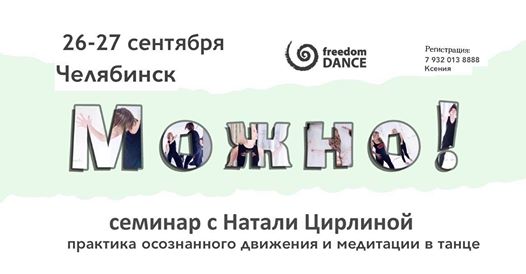 26-27 сентября
Челябинск
freedom
DANCE
Регистрация:
7 932 013 8888
Ксения
Можно!
семинар с Натали Цирлиной
практика осознанного движения и медитации в танце